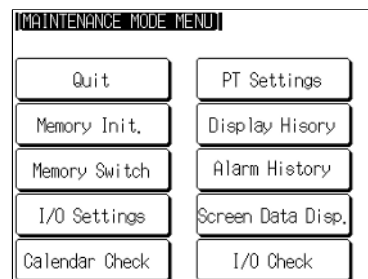 [MAINTENANCE MODE MENU]
Quit
PT Settings
Memory Init.
Display Hisory
Memory Switch
Alarm History
I/O Settings
Screen Data Disp.
Calendar Check
I/O Check